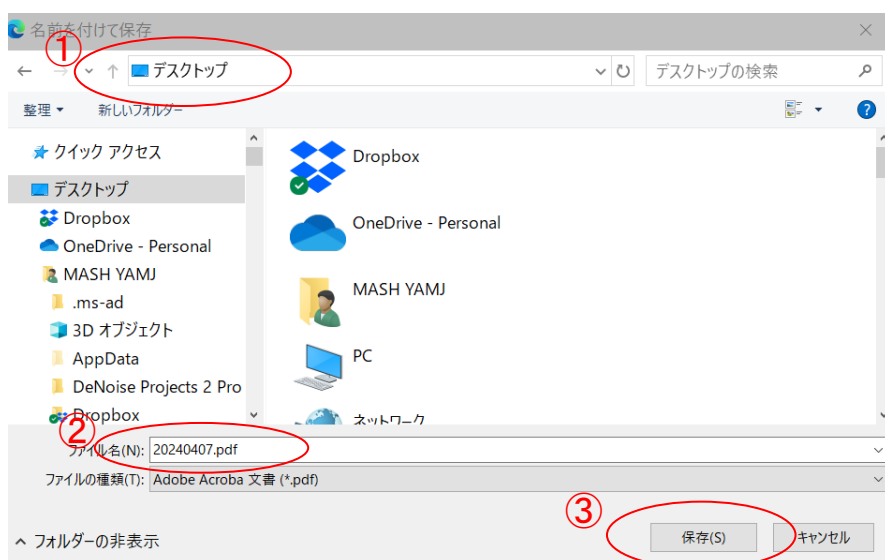 名前を付けて保存
①
デスクトップ
デスクトップの検索
整理
新しいフォルダー
?
クイック アクセス
デスクトップ
Dropbox
OneDrive - Personal
MASH YAMJ
.ms-ad
3D オブジェクト
AppData
DeNoise Projects 2 Pro
Dropbox
Dropbox
OneDrive - Personal
MASH YAMJ
PC
ネットワーク
②
ファイル名(N): 20240407.pdf
ファイルの種類(T): Adobe Acroba 文書 (*.pdf)
③
フォルダーの非表示
保存(S)
キャンセル